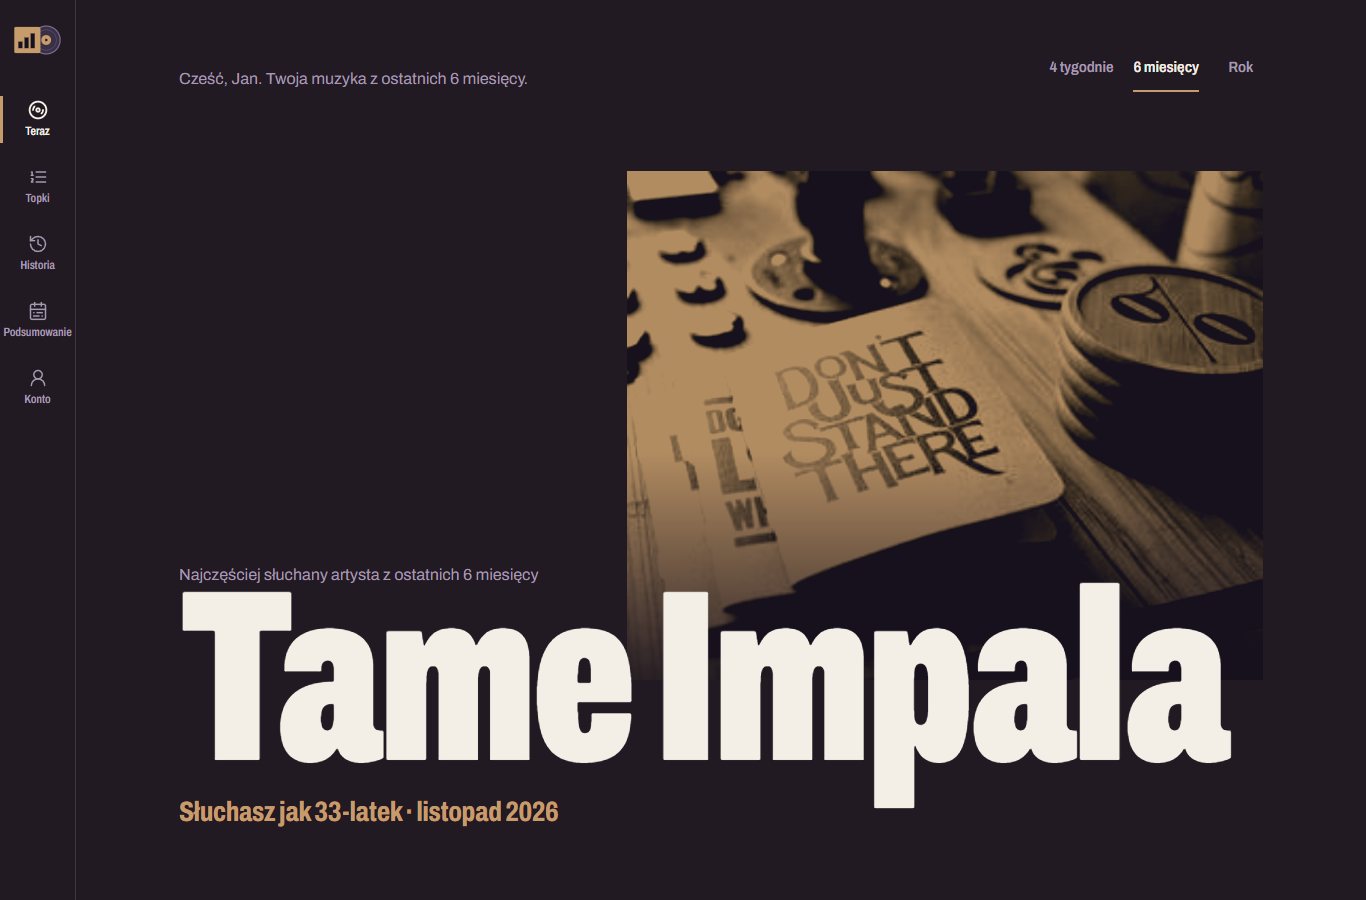 Cześć, Jan. Twoja muzyka z ostatnich 6 miesięcy.
4 tygodnie
6 miesięcy
Rok
Teraz
Topki
Historia
Podsumowanie
Konto
DON'T
JUST
STAND
THERE
Najczęściej słuchany artysta z ostatnich 6 miesięcy
Tame Impala
Słuchasz jak 33-latek · listopad 2026